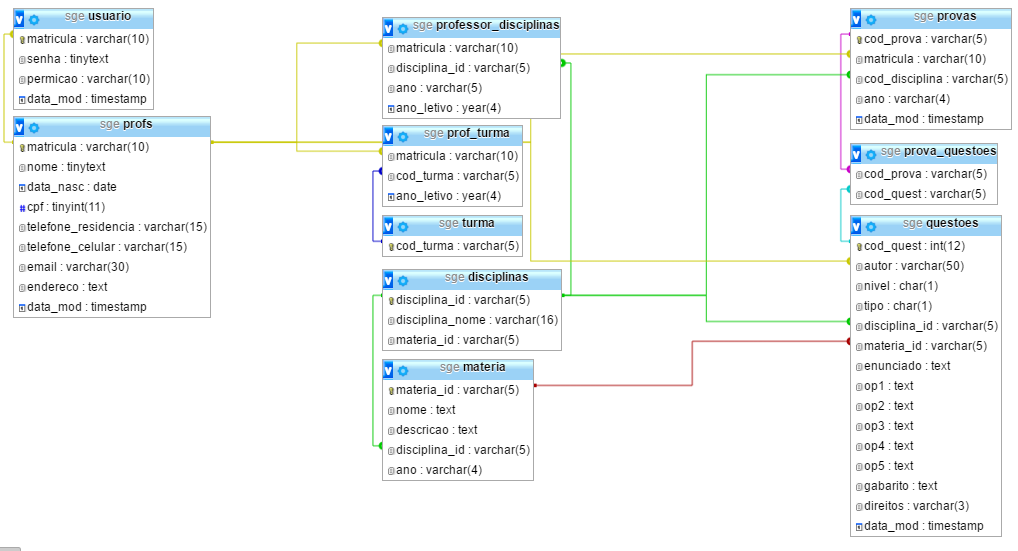 sge usuario
matricula : varchar(10)
senha : tinytext
permicao : varchar(10)
data_mod : timestamp
sge profs
matricula : varchar(10)
nome : tinytext
data_nasc : date
cpf : tinyint(11)
telefone_residencia : varchar(15)
telefone_celular : varchar(15)
email : varchar(30)
endereco : text
data_mod : timestamp
sge professor_disciplinas
matricula : varchar(10)
disciplina_id : varchar(5)
ano : varchar(5)
ano_letivo : year(4)
sge prof_turma
matricula : varchar(10)
cod_turma : varchar(5)
ano_letivo : year(4)
sge turma
cod_turma : varchar(5)
sge disciplinas
disciplina_id : varchar(5)
disciplina_nome : varchar(16)
materia_id : varchar(5)
sge materia
materia_id : varchar(5)
nome : text
descricao : text
disciplina_id : varchar(5)
ano : varchar(4)
sge provas
cod_prova : varchar(5)
matricula : varchar(10)
cod_disciplina : varchar(5)
ano : varchar(4)
data_mod : timestamp
sge prova_questoes
cod_prova : varchar(5)
cod_quest : varchar(5)
sge questoes
cod_quest : int(12)
autor : varchar(50)
nivel : char(1)
tipo : char(1)
disciplina_id : varchar(5)
materia_id : varchar(5)
enunciado : text
op1 : text
op2 : text
op3 : text
op4 : text
op5 : text
gabarito : text
direitos : varchar(3)
data_mod : timestamp